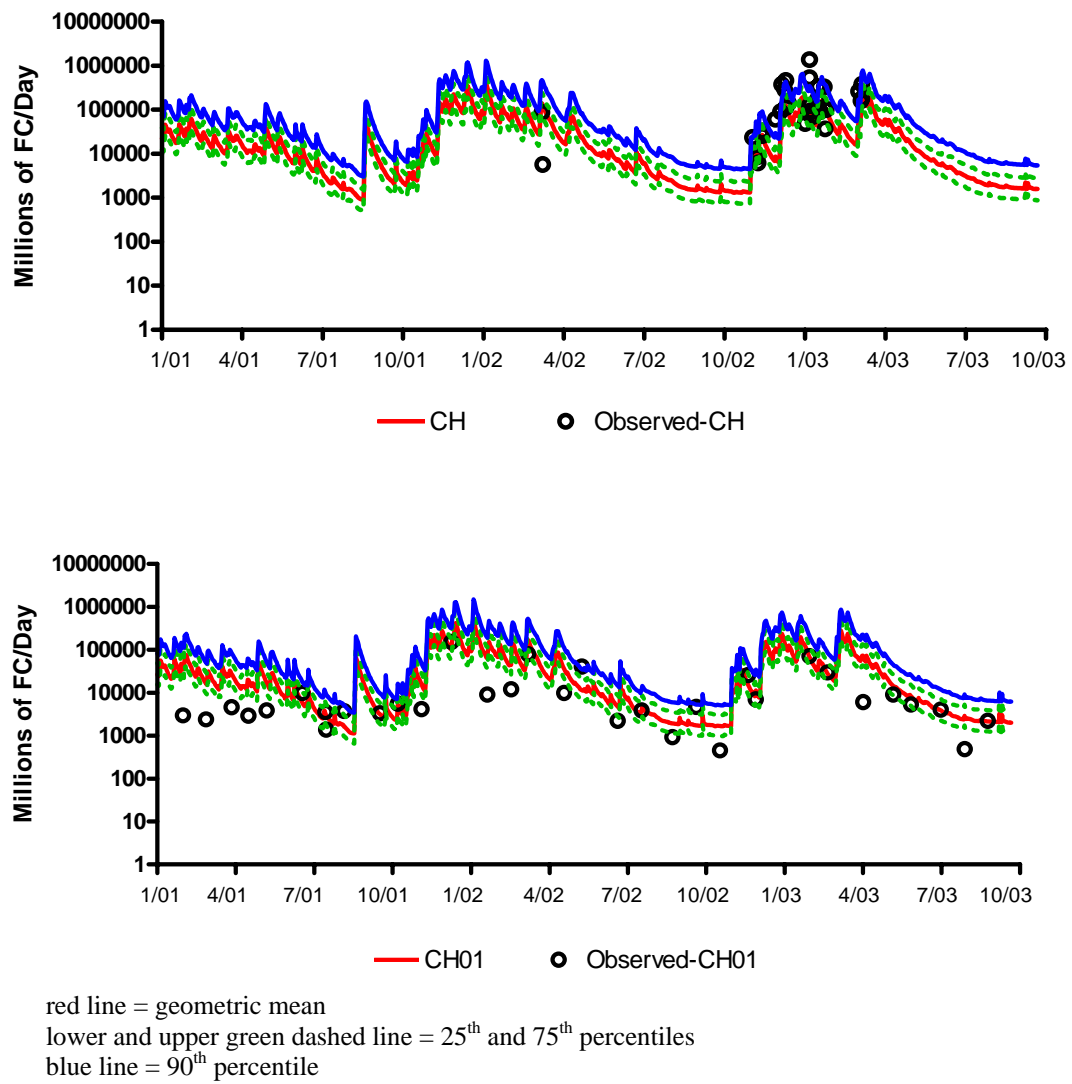 10000000
1000000
100000
10000
1000
100
10
1
Millions of FC/Day
1/01 4/01 7/01 10/01 1/02 4/02 7/02 10/02 1/03 4/03 7/03 10/03
CH Observed-CH
10000000
1000000
100000
10000
1000
100
10
1
Millions of FC/Day
1/01 4/01 7/01 10/01 1/02 4/02 7/02 10/02 1/03 4/03 7/03 10/03
CH01 Observed-CH01
red line = geometric mean
lower and upper green dashed line = 25th and 75th percentiles
blue line = 90th percentile